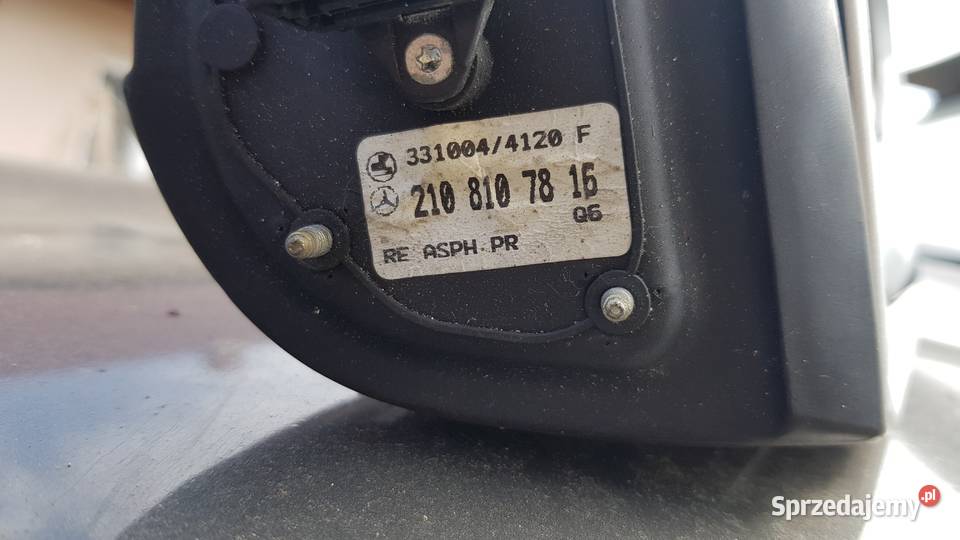 331004/4120 F
210 810 78 16
Q6
RE ASPH PR
Sprzedajemy.pl